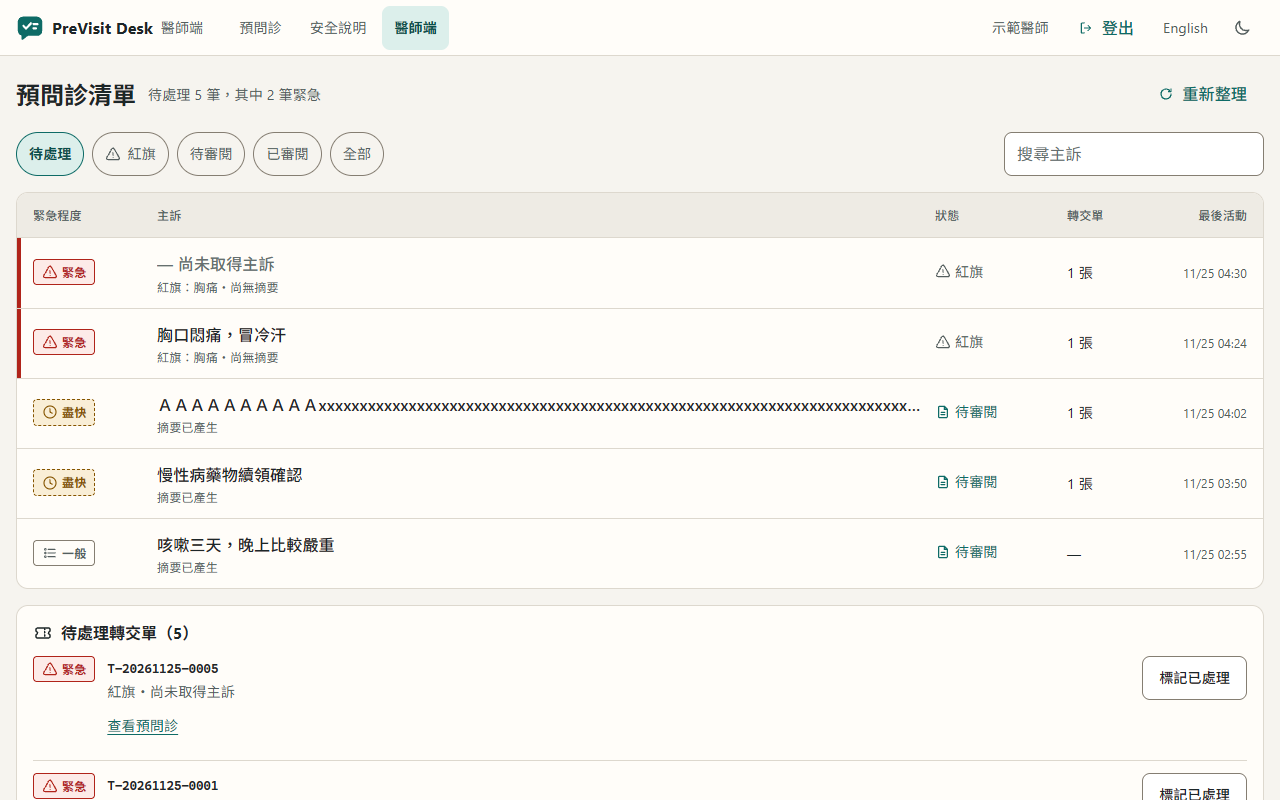 PreVisit Desk 醫師端 預問診 安全說明 醫師端 示範醫師 登出 English
預問診清單 待處理 5 筆，其中 2 筆緊急 重新整理
待處理 紅旗 待審閱 已審閱 全部 搜尋主訴
緊急程度 主訴 狀態 轉交單 最後活動
緊急 — 尚未取得主訴 紅旗 1 張 11/25 04:30
紅旗：胸痛・尚無摘要
緊急 胸口悶痛，冒冷汗 紅旗 1 張 11/25 04:24
紅旗：胸痛・尚無摘要
盡快 ＡＡＡＡＡＡＡＡＡＡxxxxxxxxxxxxxxxxxxxxxxxxxxxxxxxxxxxxxxxxxxxxxxxxxxxxxxxxxxxxxxxxxxxxxxxx... 待審閱 1 張 11/25 04:02
摘要已產生
盡快 慢性病藥物續領確認 待審閱 1 張 11/25 03:50
摘要已產生
一般 咳嗽三天，晚上比較嚴重 待審閱 — 11/25 02:55
摘要已產生
待處理轉交單（5）
緊急 T-20261125-0005 標記已處理
紅旗・尚未取得主訴
查看預問診
緊急 T-20261125-0001 標記已處理